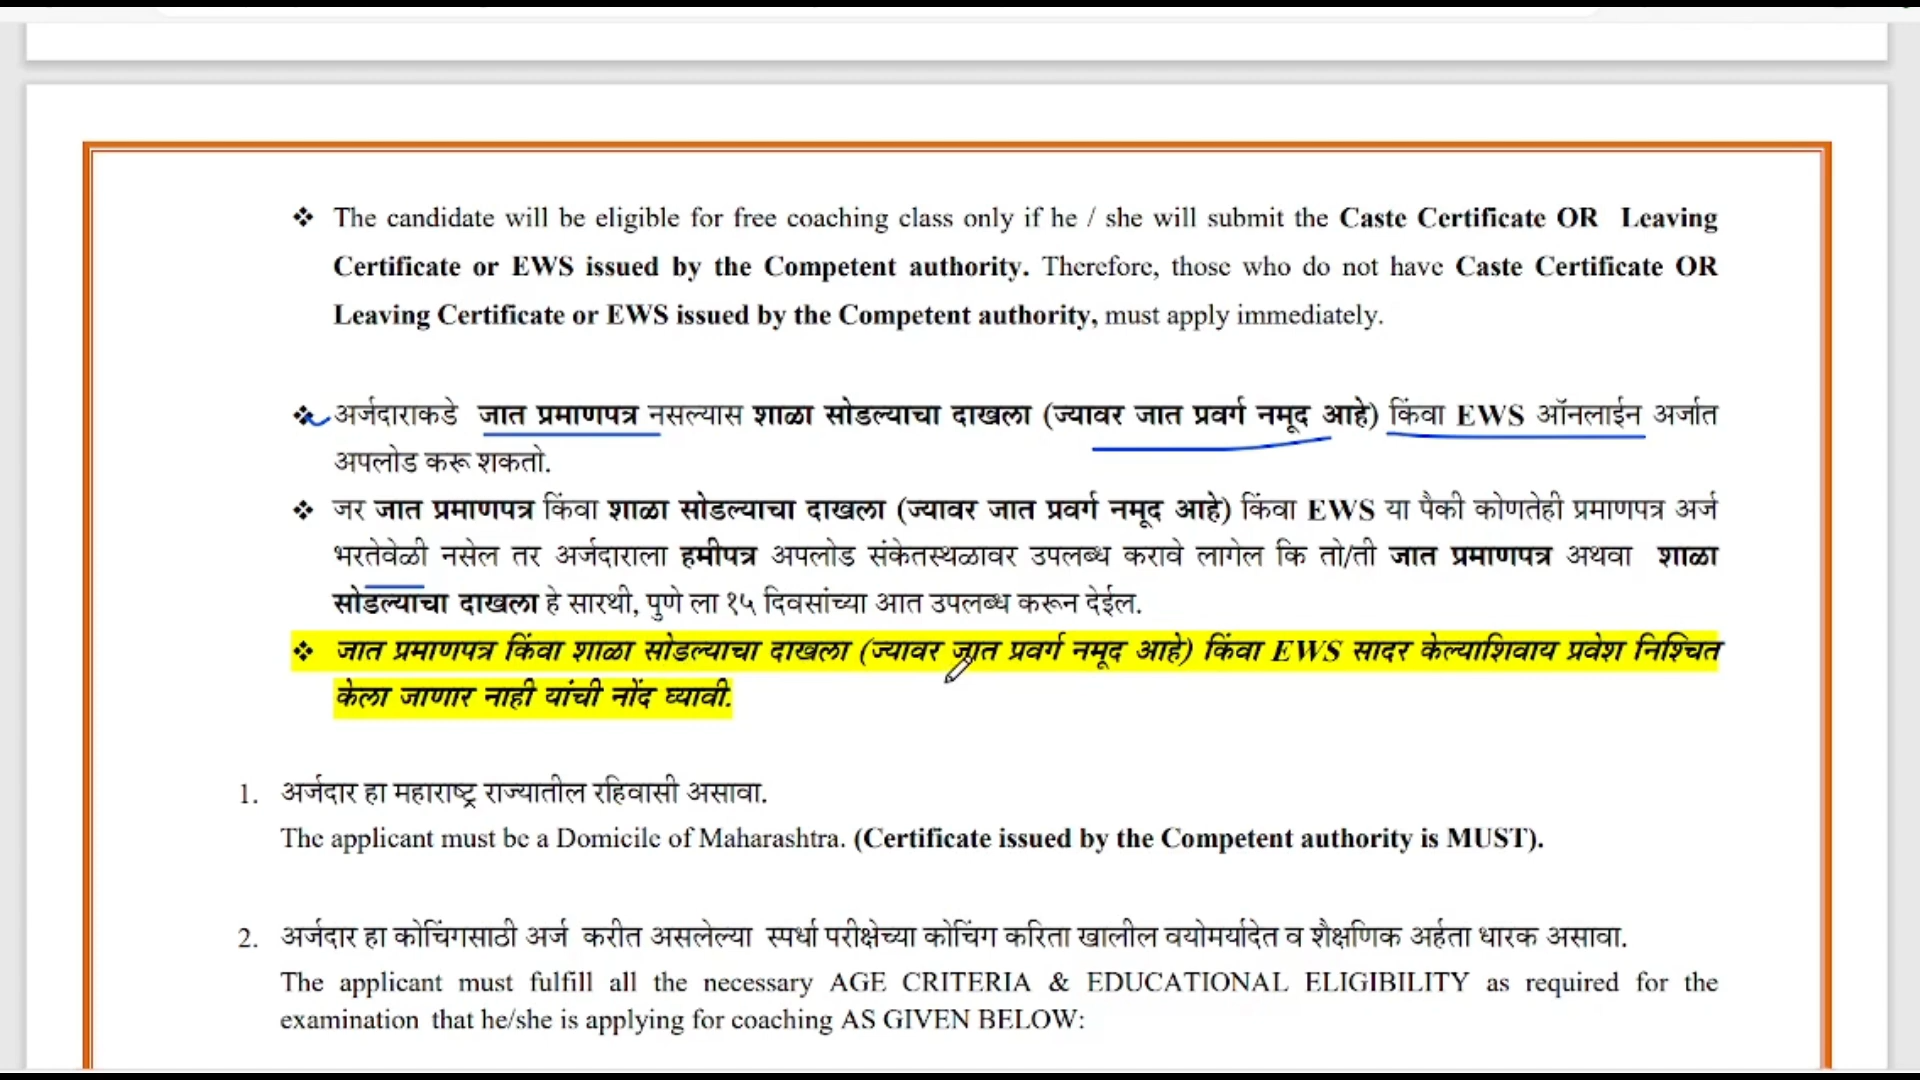 ❖ The candidate will be eligible for free coaching class only if he / she will submit the Caste Certificate OR Leaving
Certificate or EWS issued by the Competent authority. Therefore, those who do not have Caste Certificate OR
Leaving Certificate or EWS issued by the Competent authority, must apply immediately.
❖ अर्जदाराकडे जात प्रमाणपत्र नसल्यास शाळा सोडल्याचा दाखला (ज्यावर जात प्रवर्ग नमूद आहे) किंवा EWS ऑनलाईन अर्जात
अपलोड करू शकतो.
❖ जर जात प्रमाणपत्र किंवा शाळा सोडल्याचा दाखला (ज्यावर जात प्रवर्ग नमूद आहे) किंवा EWS या पैकी कोणतेही प्रमाणपत्र अर्ज
भरतेवेळी नसेल तर अर्जदाराला हमीपत्र अपलोड संकेतस्थळावर उपलब्ध करावे लागेल कि तो/ती जात प्रमाणपत्र अथवा शाळा
सोडल्याचा दाखला हे सारथी, पुणे ला १५ दिवसांच्या आत उपलब्ध करून देईल.
❖ जात प्रमाणपत्र किंवा शाळा सोडल्याचा दाखला (ज्यावर जात प्रवर्ग नमूद आहे) किंवा EWS सादर केल्याशिवाय प्रवेश निश्चित
केला जाणार नाही यांची नोंद घ्यावी.
1. अर्जदार हा महाराष्ट्र राज्यातील रहिवासी असावा.
The applicant must be a Domicile of Maharashtra. (Certificate issued by the Competent authority is MUST).
2. अर्जदार हा कोचिंगसाठी अर्ज करीत असलेल्या स्पर्धा परीक्षेच्या कोचिंग करिता खालील वयोमर्यादेत व शैक्षणिक अर्हता धारक असावा.
The applicant must fulfill all the necessary AGE CRITERIA & EDUCATIONAL ELIGIBILITY as required for the
examination that he/she is applying for coaching AS GIVEN BELOW: